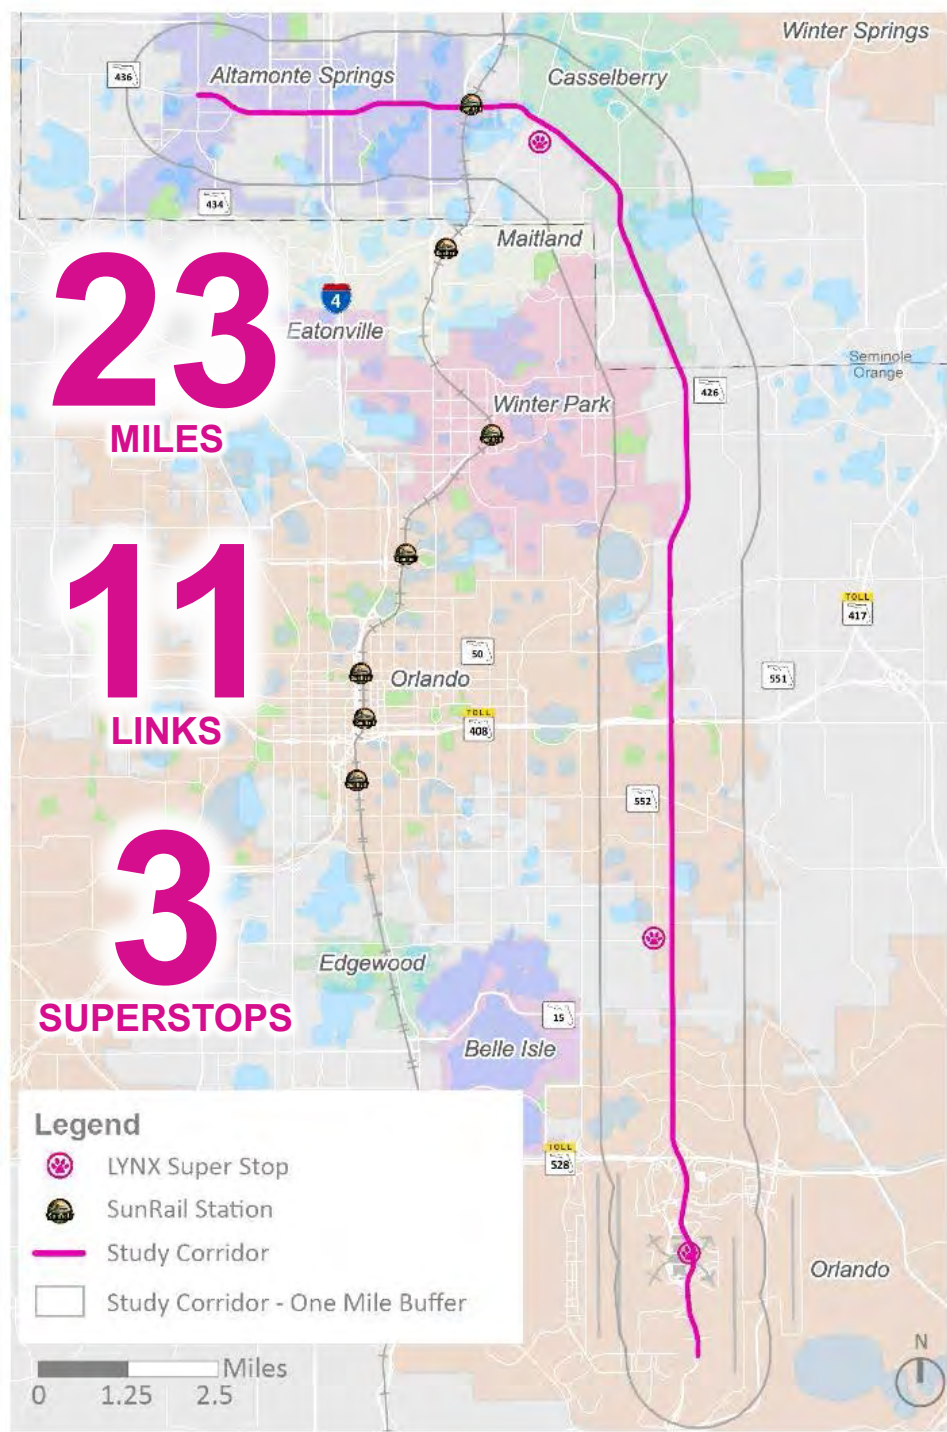 Winter Springs
436
Altamonte Springs
Casselberry
434
Maitland
23
MILES
4
Eatonville
Seminole
Orange
426
Winter Park
11
LINKS
TOLL
417
50
551
Orlando
TOLL
408
552
3
SUPERSTOPS
Edgewood
15
Belle Isle
Legend
LYNX Super Stop
SunRail Station
Study Corridor
Study Corridor - One Mile Buffer
TOLL
528
Orlando
Miles
0 1.25 2.5
N